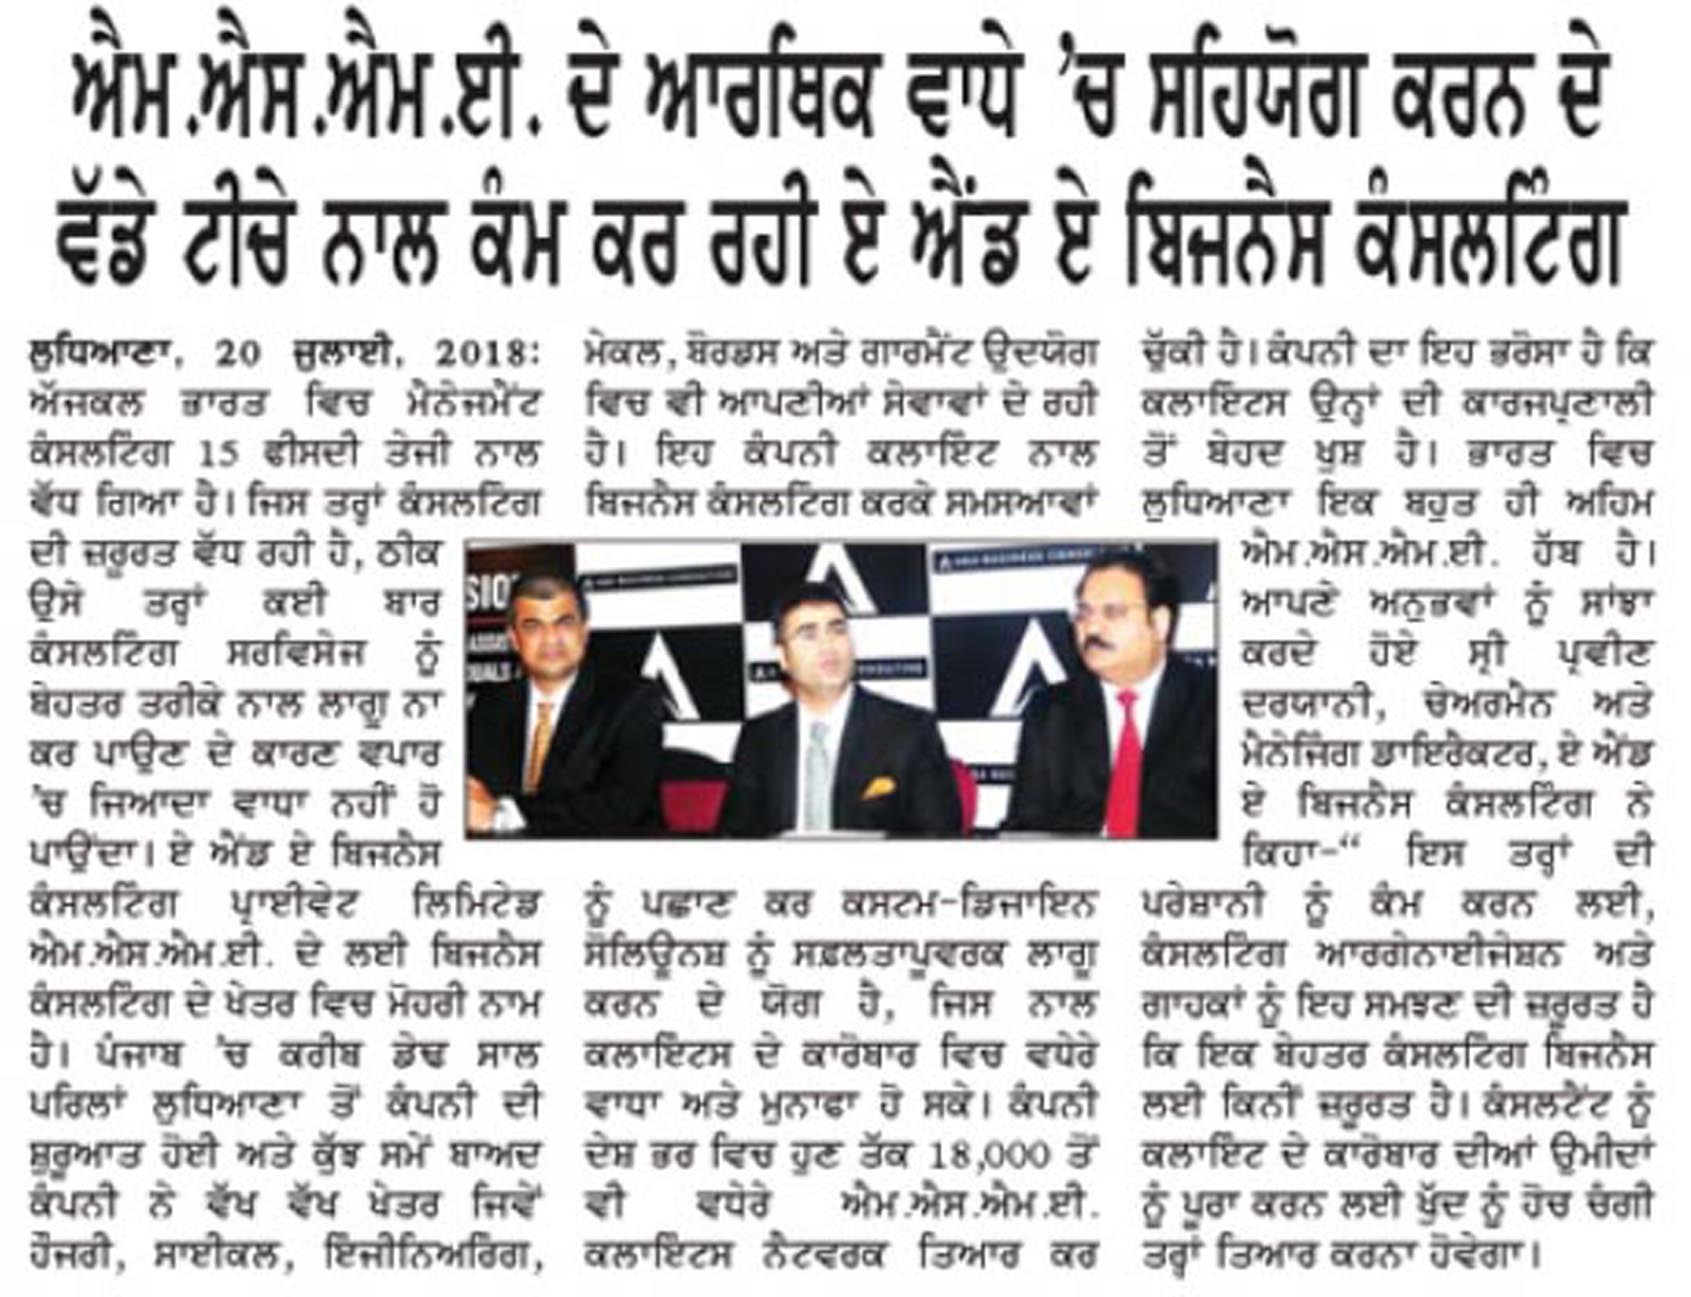 ਐਮ.ਐਸ.ਐਮ.ਈ. ਦੇ ਆਰਥਿਕ ਵਾਧੇ 'ਚ ਸਹਿਯੋਗ ਕਰਨ ਦੇ
ਵੱਡੇ ਟੀਚੇ ਨਾਲ ਕੰਮ ਕਰ ਰਹੀ ਏ ਐਂਡ ਏ ਬਿਜਨੈਸ ਕੰਸਲਟਿੰਗ
ਲੁਧਿਆਣਾ, 20 ਜੁਲਾਈ, 2018:
ਅੱਜਕਲ ਭਾਰਤ ਵਿਚ ਮੈਨੇਜਮੈਂਟ
ਕੰਸਲਟਿੰਗ 15 ਫੀਸਦੀ ਤੇਜੀ ਨਾਲ
ਵੱਧ ਗਿਆ ਹੈ। ਜਿਸ ਤਰ੍ਹਾਂ ਕੰਸਲਟਿੰਗ
ਦੀ ਜ਼ਰੂਰਤ ਵੱਧ ਰਹੀ ਹੈ, ਠੀਕ
ਉਸੇ ਤਰ੍ਹਾਂ ਕਈ ਬਾਰ
ਕੰਸਲਟਿੰਗ ਸਰਵਿਸੇਜ ਨੂੰ
ਬੇਹਤਰ ਤਰੀਕੇ ਨਾਲ ਲਾਗੂ ਨਾ
ਕਰ ਪਾਉਣ ਦੇ ਕਾਰਣ ਵਪਾਰ
'ਚ ਜਿਆਦਾ ਵਾਧਾ ਨਹੀਂ ਹੋ
ਪਾਉਂਦਾ। ਏ ਐਂਡ ਏ ਬਿਜਨੈਸ
ਕੰਸਲਟਿੰਗ ਪ੍ਰਾਈਵੇਟ ਲਿਮਿਟੇਡ
ਐਮ.ਐਸ.ਐਮ.ਈ. ਦੇ ਲਈ ਬਿਜਨੈਸ
ਕੰਸਲਟਿੰਗ ਦੇ ਖੇਤਰ ਵਿਚ ਮੋਹਰੀ ਨਾਮ
ਹੈ। ਪੰਜਾਬ 'ਚ ਕਰੀਬ ਡੇਢ ਸਾਲ
ਪਹਿਲਾਂ ਲੁਧਿਆਣਾ ਤੋਂ ਕੰਪਨੀ ਦੀ
ਸ਼ੁਰੂਆਤ ਹੋਈ ਅਤੇ ਕੁੱਝ ਸਮੇਂ ਬਾਅਦ
ਕੰਪਨੀ ਨੇ ਵੱਖ ਵੱਖ ਖੇਤਰ ਜਿਵੇਂ
ਹੌਜਰੀ, ਸਾਈਕਲ, ਇੰਜੀਨਿਅਰਿੰਗ,
ਮੇਕਲ, ਬੋਰਡਸ ਅਤੇ ਗਾਰਮੈਂਟ ਉਦਯੋਗ
ਵਿਚ ਵੀ ਆਪਣੀਆਂ ਸੇਵਾਵਾਂ ਦੇ ਰਹੀ
ਹੈ। ਇਹ ਕੰਪਨੀ ਕਲਾਇੰਟ ਨਾਲ
ਬਿਜਨੈਸ ਕੰਸਲਟਿੰਗ ਕਰਕੇ ਸਮਸਆਵਾਂ
ਨੂੰ ਪਛਾਣ ਕਰ ਕਸਟਮ-ਡਿਜਾਇਨ
ਸੋਲਿਊਨਸ਼ ਨੂੰ ਸਫ਼ਲਤਾਪੂਵਰਕ ਲਾਗੂ
ਕਰਨ ਦੇ ਯੋਗ ਹੈ, ਜਿਸ ਨਾਲ
ਕਲਾਇੰਟਸ ਦੇ ਕਾਰੋਬਾਰ ਵਿਚ ਵਧੇਰੇ
ਵਾਧਾ ਅਤੇ ਮੁਨਾਫਾ ਹੋ ਸਕੇ। ਕੰਪਨੀ
ਦੇਸ਼ ਭਰ ਵਿਚ ਹੁਣ ਤੱਕ 18,000 ਤੋਂ
ਵੀ ਵਧੇਰੇ ਐਮ.ਐਸ.ਐਮ.ਈ.
ਕਲਾਇੰਟਸ ਨੈਟਵਰਕ ਤਿਆਰ ਕਰ
ਚੁੱਕੀ ਹੈ। ਕੰਪਨੀ ਦਾ ਇਹ ਭਰੋਸਾ ਹੈ ਕਿ
ਕਲਾਇੰਟਸ ਉਨ੍ਹਾਂ ਦੀ ਕਾਰਜਪ੍ਰਣਾਲੀ
ਤੋਂ ਬੇਹਦ ਖੁਸ਼ ਹੈ। ਭਾਰਤ ਵਿਚ
ਲੁਧਿਆਣਾ ਇਕ ਬਹੁਤ ਹੀ ਅਹਿਮ
ਐਮ.ਐਸ.ਐਮ.ਈ. ਹੱਬ ਹੈ।
ਆਪਣੇ ਅਨੁਭਵਾਂ ਨੂੰ ਸਾਂਝਾ
ਕਰਦੇ ਹੋਏ ਸ਼੍ਰੀ ਪ੍ਰਵੀਣ
ਦਰਯਾਨੀ, ਚੇਅਰਮੈਨ ਅਤੇ
ਮੈਨੇਜਿੰਗ ਡਾਇਰੈਕਟਰ, ਏ ਐਂਡ
ਏ ਬਿਜਨੈਸ ਕੰਸਲਟਿੰਗ ਨੇ
ਕਿਹਾ-“ ਇਸ ਤਰ੍ਹਾਂ ਦੀ
ਪਰੇਸ਼ਾਨੀ ਨੂੰ ਕੰਮ ਕਰਨ ਲਈ,
ਕੰਸਲਟਿੰਗ ਆਰਗੇਨਾਈਜੇਸ਼ਨ ਅਤੇ
ਗਾਹਕਾਂ ਨੂੰ ਇਹ ਸਮਝਣ ਦੀ ਜ਼ਰੂਰਤ ਹੈ
ਕਿ ਇਕ ਬੇਹਤਰ ਕੰਸਲਟਿੰਗ ਬਿਜਨੈਸ
ਲਈ ਕਿਨੀਂ ਜ਼ਰੂਰਤ ਹੈ। ਕੰਸਲਟੈਂਟ ਨੂੰ
ਕਲਾਇੰਟ ਦੇ ਕਾਰੋਬਾਰ ਦੀਆਂ ਉਮੀਦਾਂ
ਨੂੰ ਪੂਰਾ ਕਰਨ ਲਈ ਖੁੱਦ ਨੂੰ ਹੋਚ ਚੰਗੀ
ਤਰ੍ਹਾਂ ਤਿਆਰ ਕਰਨਾ ਹੋਵੇਗਾ।